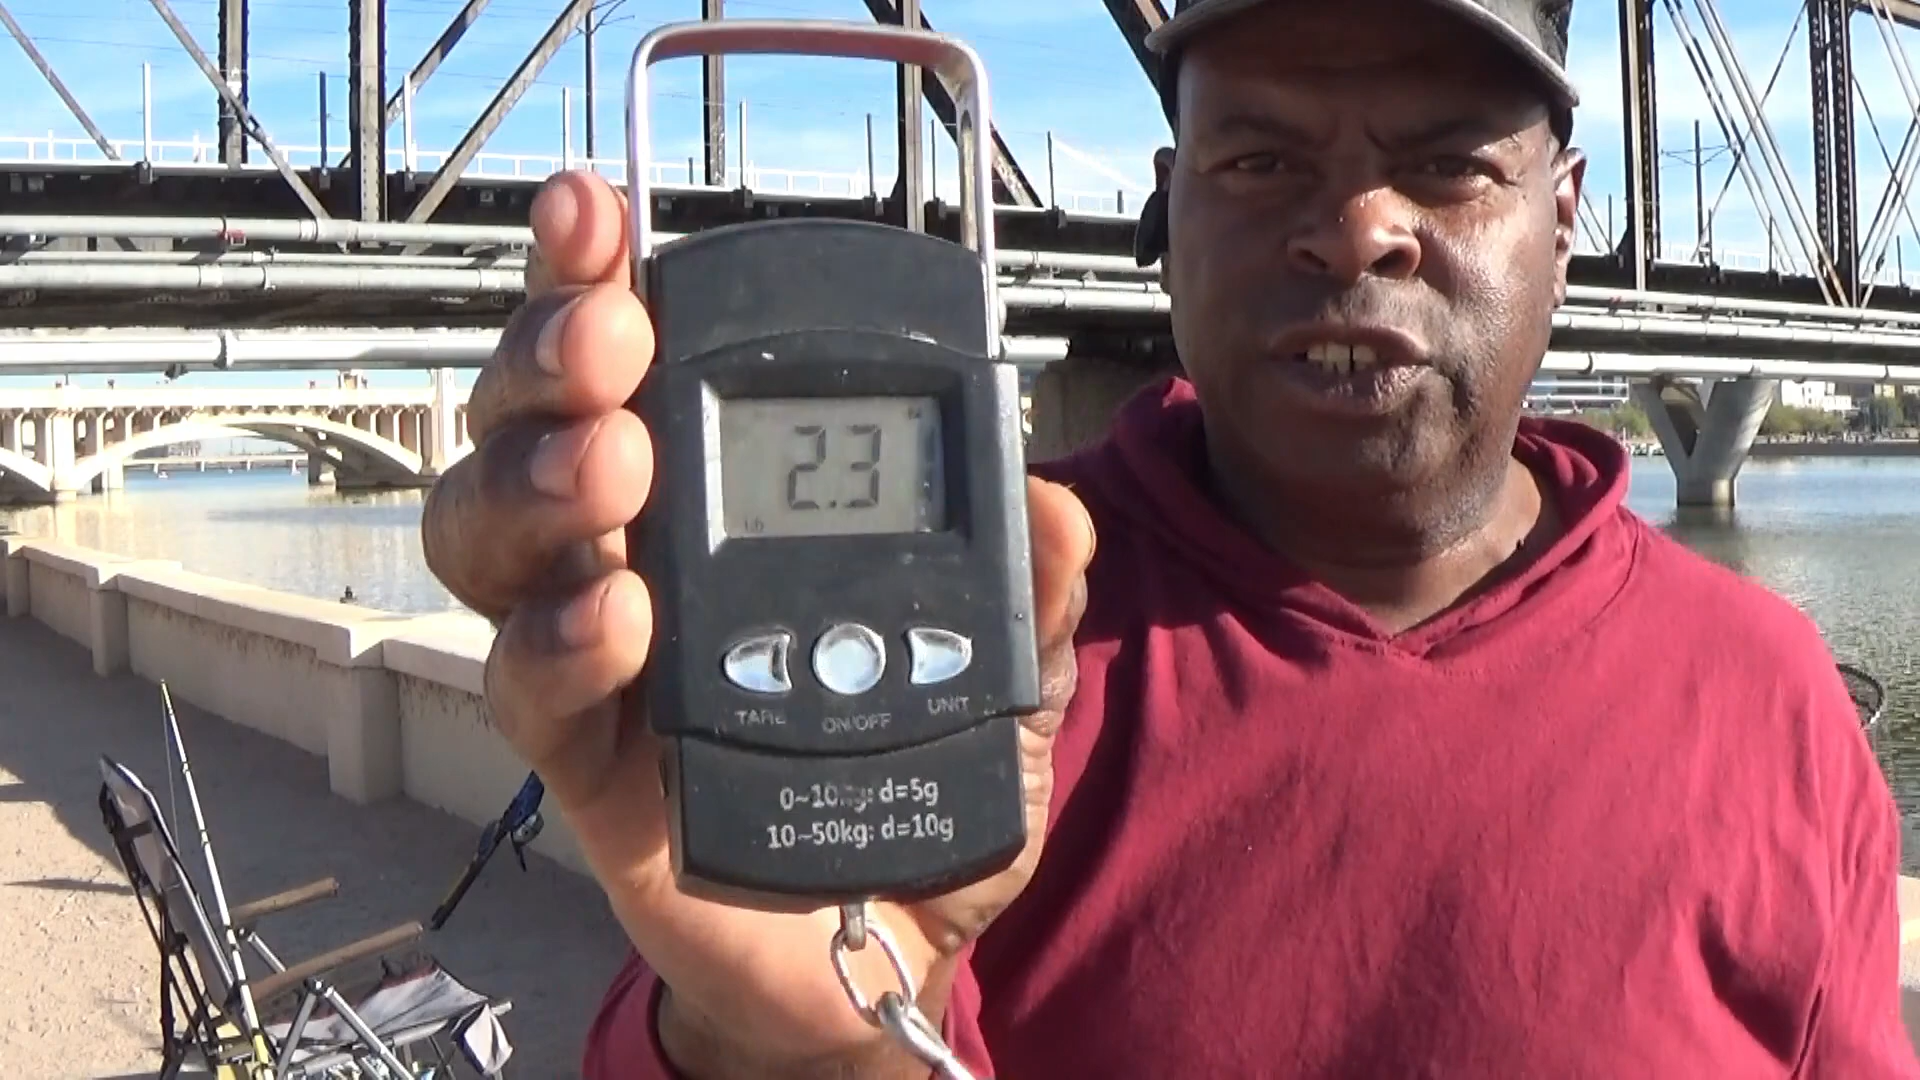 2.3
Lb
TARE ON/OFF UNIT
0~10kg: d=5g
10~50kg: d=10g